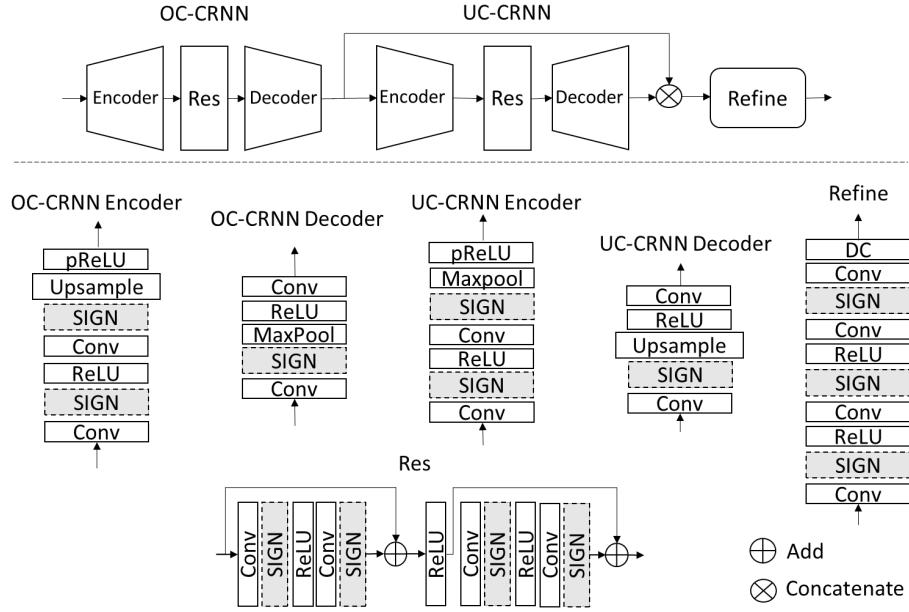 OC-CRNN
UC-CRNN
Encoder
Res
Decoder
Encoder
Res
Decoder
Refine
OC-CRNN Encoder
pReLU
Upsample
SIGN
Conv
ReLU
SIGN
Conv
OC-CRNN Decoder
Conv
ReLU
MaxPool
SIGN
Conv
UC-CRNN Encoder
pReLU
Maxpool
SIGN
Conv
ReLU
SIGN
Conv
UC-CRNN Decoder
Conv
ReLU
Upsample
SIGN
Conv
Refine
DC
Conv
SIGN
Conv
ReLU
SIGN
Conv
ReLU
SIGN
Conv
Res
Conv
SIGN
ReLU
Conv
SIGN
ReLU
Conv
SIGN
ReLU
Conv
SIGN
Add
Concatenate